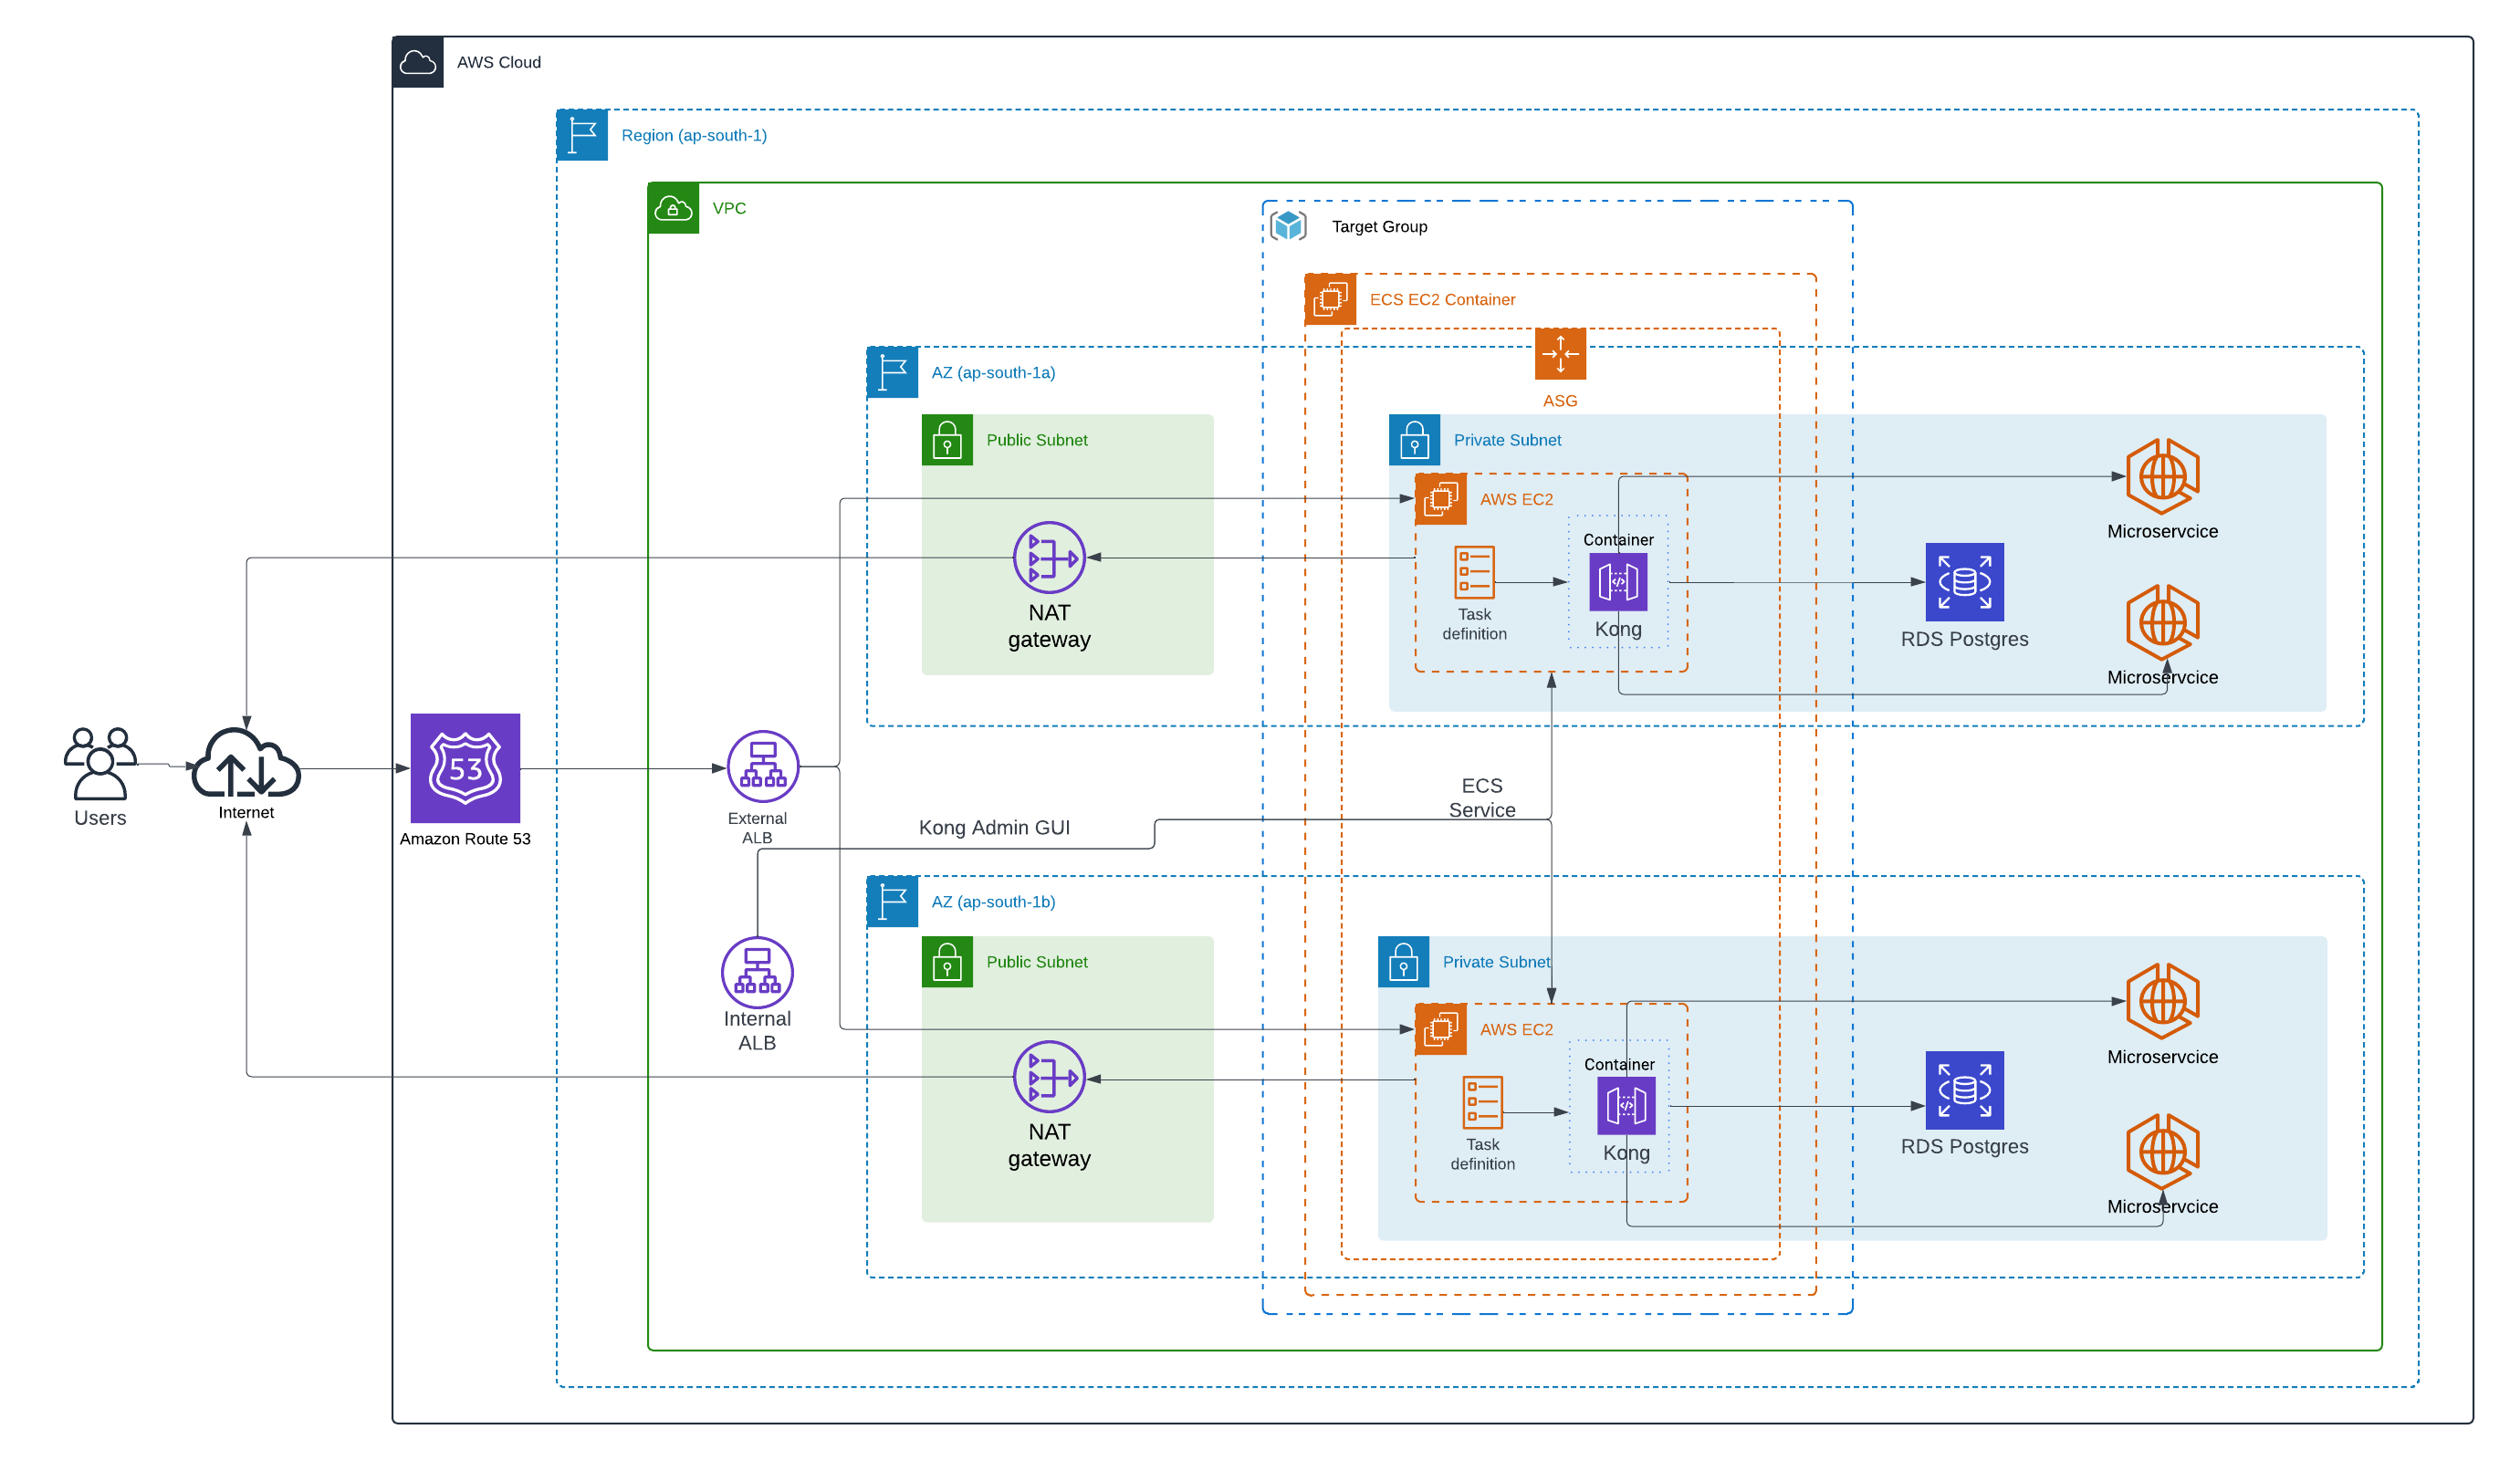 AWS Cloud
Region (ap-south-1)
VPC
Target Group
ECS EC2 Container
ASG
AZ (ap-south-1a)
Public Subnet
NAT
gateway
Private Subnet
AWS EC2
Task
definition
Container
Kong
RDS Postgres
Microservcice
Microservcice
Users
Internet
53
Amazon Route 53
External
ALB
Kong Admin GUI
ECS
Service
Internal
ALB
AZ (ap-south-1b)
Public Subnet
NAT
gateway
Private Subnet
AWS EC2
Task
definition
Container
Kong
RDS Postgres
Microservcice
Microservcice